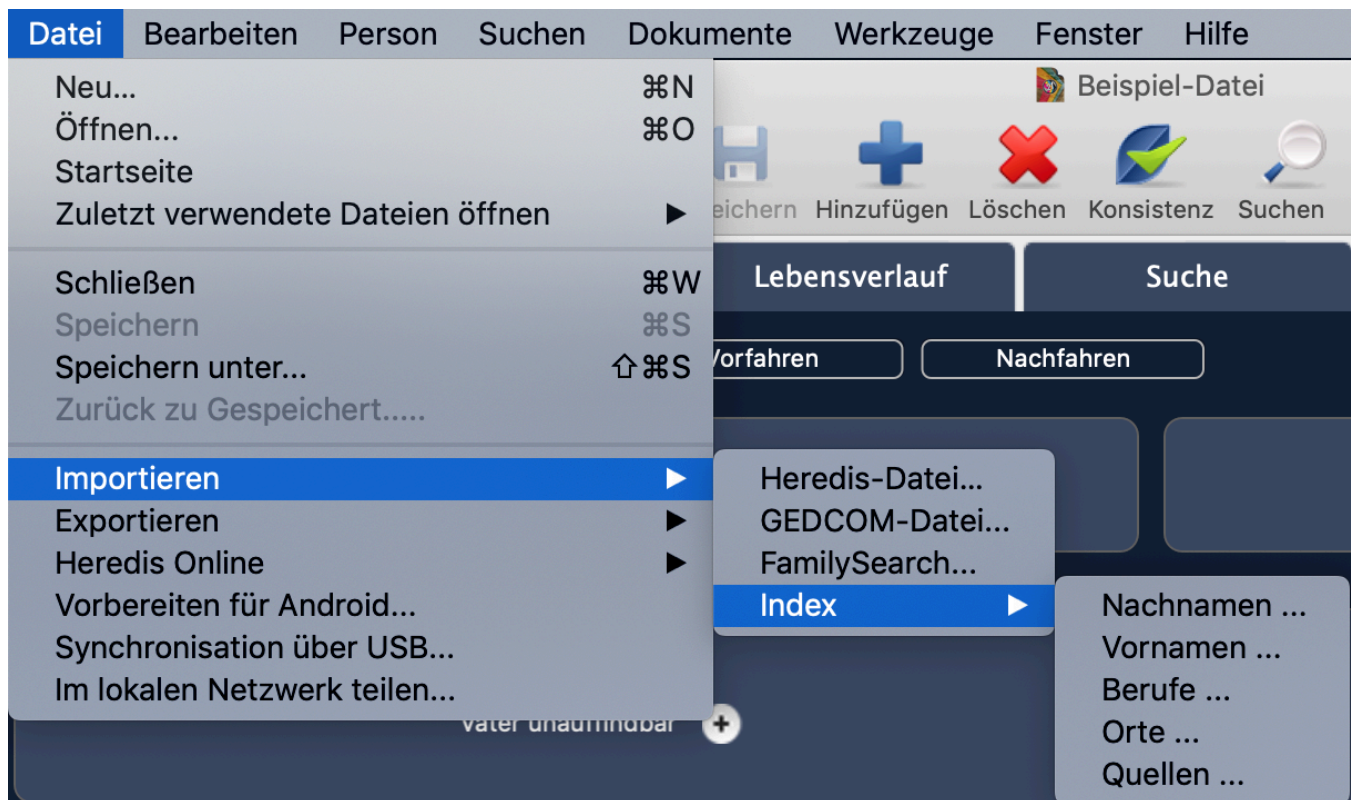 Datei Bearbeiten Person Suchen Dokumente Werkzeuge Fenster Hilfe
Beispiel-Datei
Neu... ⌘N
Öffnen... ⌘O
Startseite
Zuletzt verwendete Dateien öffnen ▶
Hinzufügen Löschen Konsistenz Suchen
Schließen ⌘W
Speichern ⌘S
Speichern unter... ⇧⌘S
Zurück zu Gespeichert.....
Lebensverlauf Suche
Nachfahren
Importieren ▶
Exportieren ▶
Heredis Online ▶
Vorbereiten für Android...
Synchronisation über USB...
Im lokalen Netzwerk teilen...
Heredis-Datei...
GEDCOM-Datei...
FamilySearch...
Index ▶
Nachnamen ...
Vornamen ...
Berufe ...
Orte ...
Quellen ...
Vater unauffindbar